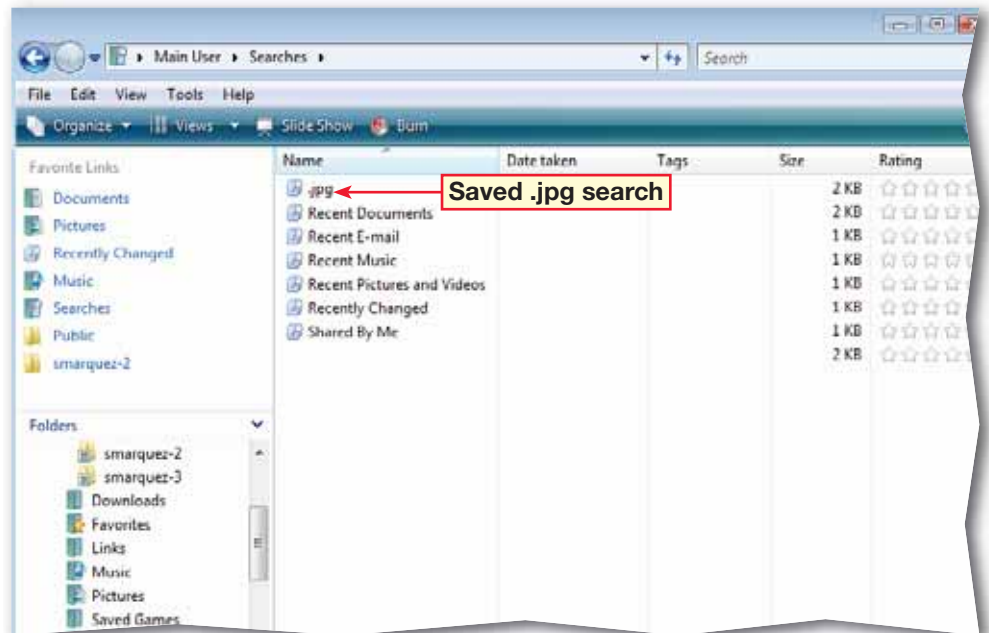 Main User Searches
Search
File Edit View Tools Help
Organize Views Slide Show Burn
Favorite Links
Documents
Pictures
Recently Changed
Music
Searches
Public
smarquez-2
Folders
smarquez-2
smarquez-3
Downloads
Favorites
Links
Music
Pictures
Saved Games
Name Date taken Tags Size Rating
.jpg Saved .jpg search 2 KB
Recent Documents 2 KB
Recent E-mail 1 KB
Recent Music 1 KB
Recent Pictures and Videos 1 KB
Recently Changed 1 KB
Shared By Me 1 KB
2 KB